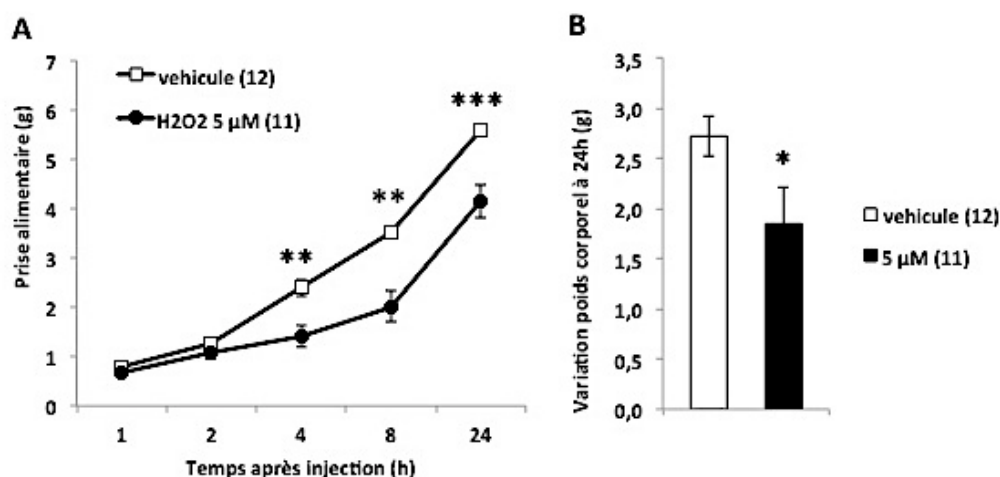 A
Prise alimentaire (g)
7
6
5
4
3
2
1
0
vehicule (12)
H2O2 5 µM (11)
**
**
***
1 2 4 8 24
Temps après injection (h)
B
Variation poids corporel à 24h (g)
3,5
3,0
2,5
2,0
1,5
1,0
0,5
0,0
*
vehicule (12)
5 µM (11)